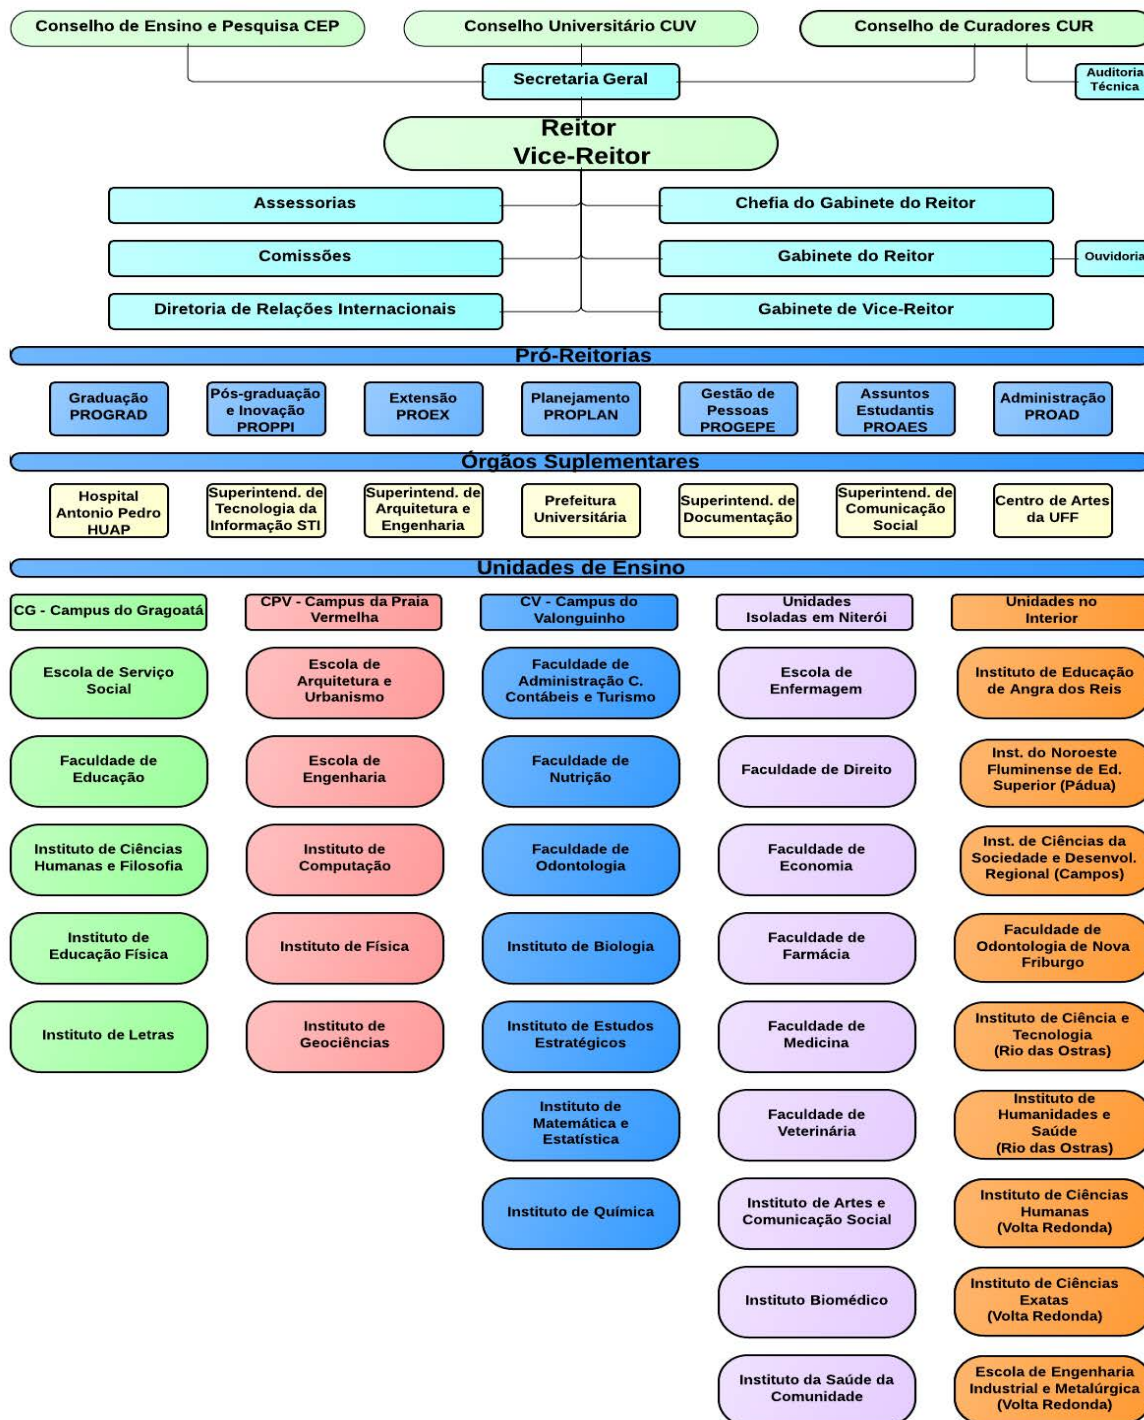 Conselho de Ensino e Pesquisa CEP
Conselho Universitário CUV
Conselho de Curadores CUR
Secretaria Geral
Auditoria
Técnica
Reitor
Vice-Reitor
Assessorias
Chefia do Gabinete do Reitor
Comissões
Gabinete do Reitor
Ouvidoria
Diretoria de Relações Internacionais
Gabinete de Vice-Reitor
Pró-Reitorias
Graduação
PROGRAD
Pós-graduação
e Inovação
PROPPI
Extensão
PROEX
Planejamento
PROPLAN
Gestão de
Pessoas
PROGEPE
Assuntos
Estudantis
PROAES
Administração
PROAD
Órgãos Suplementares
Hospital
Antonio Pedro
HUAP
Superintend. de
Tecnologia da
Informação STI
Superintend. de
Arquitetura e
Engenharia
Prefeitura
Universitária
Superintend. de
Documentação
Superintend. de
Comunicação
Social
Centro de Artes
da UFF
Unidades de Ensino
CG - Campus do Gragoatá
CPV - Campus da Praia
Vermelha
CV - Campus do
Valonguinho
Unidades
Isoladas em Niterói
Unidades no
Interior
Escola de Serviço
Social
Escola de
Arquitetura e
Urbanismo
Faculdade de
Administração C.
Contábeis e Turismo
Escola de
Enfermagem
Instituto de Educação
de Angra dos Reis
Faculdade de
Educação
Escola de
Engenharia
Faculdade de
Nutrição
Faculdade de Direito
Inst. do Noroeste
Fluminense de Ed.
Superior (Pádua)
Instituto de Ciências
Humanas e Filosofia
Instituto de
Computação
Faculdade de
Odontologia
Faculdade de
Economia
Inst. de Ciências da
Sociedade e Desenvol.
Regional (Campos)
Instituto de
Educação Física
Instituto de Física
Instituto de Biologia
Faculdade de
Farmácia
Faculdade de
Odontologia de Nova
Friburgo
Instituto de Letras
Instituto de
Geociências
Instituto de Estudos
Estratégicos
Faculdade de
Medicina
Instituto de Ciência e
Tecnologia
(Rio das Ostras)
Instituto de
Matemática e
Estatística
Faculdade de
Veterinária
Instituto de
Humanidades e
Saúde
(Rio das Ostras)
Instituto de Química
Instituto de Artes e
Comunicação Social
Instituto de Ciências
Humanas
(Volta Redonda)
Instituto Biomédico
Instituto de Ciências
Exatas
(Volta Redonda)
Instituto da Saúde da
Comunidade
Escola de Engenharia
Industrial e Metalúrgica
(Volta Redonda)